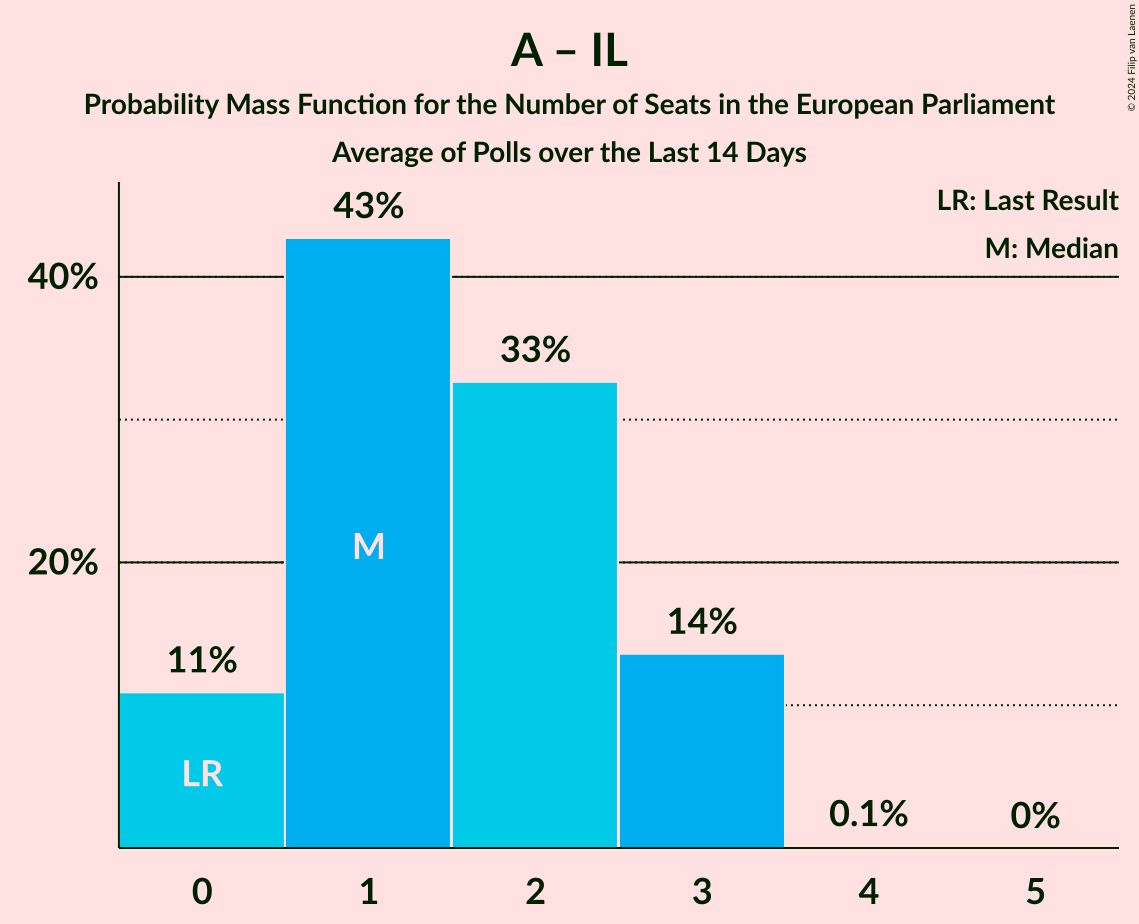 A – IL
Probability Mass Function for the Number of Seats in the European Parliament
Average of Polls over the Last 14 Days
© 2024 Filip van Laenen
LR: Last Result
M: Median
40%
20%
11%
43%
33%
14%
0.1%
0%
LR
M
0 1 2 3 4 5